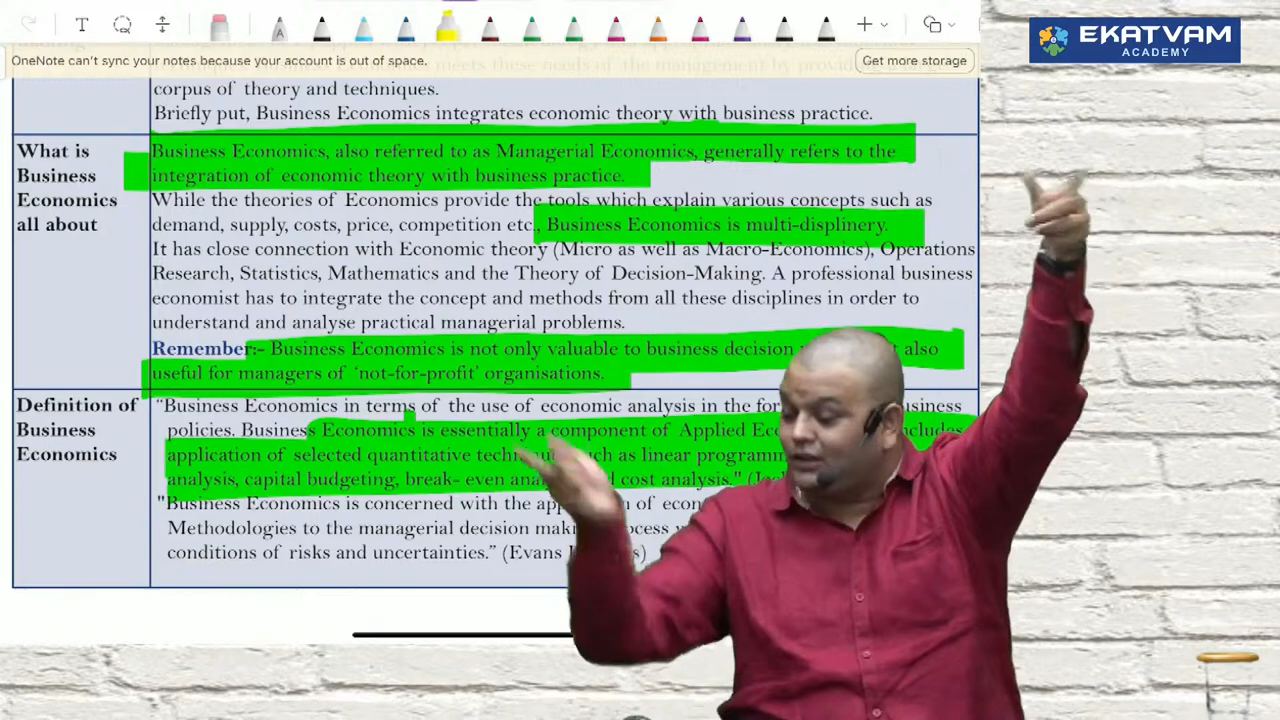 T
EKATVAM
ACADEMY
OneNote can't sync your notes because your account is out of space.
Get more storage
corpus of theory and techniques.
Briefly put, Business Economics integrates economic theory with business practice.
What is
Business
Economics
all about
Business Economics, also referred to as Managerial Economics, generally refers to the
integration of economic theory with business practice.
While the theories of Economics provide the tools which explain various concepts such as
demand, supply, costs, price, competition etc., Business Economics is multi-displinery.
It has close connection with Economic theory (Micro as well as Macro-Economics), Operations
Research, Statistics, Mathematics and the Theory of Decision-Making. A professional business
economist has to integrate the concept and methods from all these disciplines in order to
understand and analyse practical managerial problems.
Remember:- Business Economics is not only valuable to business decision also
useful for managers of 'not-for-profit' organisations.
Definition of
Business
Economics
"Business Economics in terms of the use of economic analysis in the
policies. Business Economics is essentially a component of Applied
application of selected quantitative such as linear
analysis, capital budgeting, break- even cost analysis."
"Business Economics is concerned with the of
Methodologies to the managerial decision
conditions of risks and uncertainties." (Evans